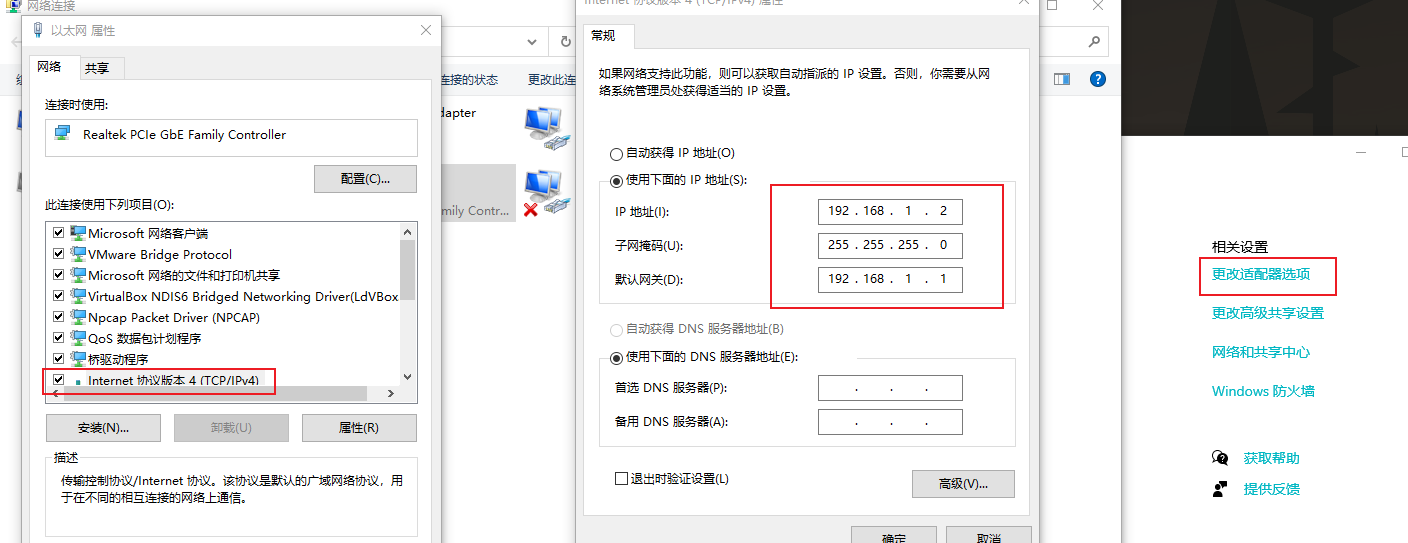 网络连接
以太网 属性
网络
共享
连接时使用:
Realtek PCIe GbE Family Controller
配置(C)...
此连接使用下列项目(O):
Microsoft 网络客户端
VMware Bridge Protocol
Microsoft 网络的文件和打印机共享
VirtualBox NDIS6 Bridged Networking Driver(LdVBox
Npcap Packet Driver (NPCAP)
QoS 数据包计划程序
桥驱动程序
Internet 协议版本 4 (TCP/IPv4)
安装(N)...
卸载(U)
属性(R)
描述
传输控制协议/Internet 协议。该协议是默认的广域网络协议，用
于在不同的相互连接的网络上通信。
连接的状态
更改此连
dapter
Family Contr...
Internet 协议版本 4 (TCP/IPv4) 属性
常规
如果网络支持此功能，则可以获取自动指派的 IP 设置。否则，你需要从网
络系统管理员处获得适当的 IP 设置。
自动获得 IP 地址(O)
使用下面的 IP 地址(S):
IP 地址(I):
192 . 168 . 1 . 2
子网掩码(U):
255 . 255 . 255 . 0
默认网关(D):
192 . 168 . 1 . 1
自动获得 DNS 服务器地址(B)
使用下面的 DNS 服务器地址(E):
首选 DNS 服务器(P):
. . .
备用 DNS 服务器(A):
. . .
退出时验证设置(L)
高级(V)...
确定
取消
相关设置
更改适配器选项
更改高级共享设置
网络和共享中心
Windows 防火墙
获取帮助
提供反馈